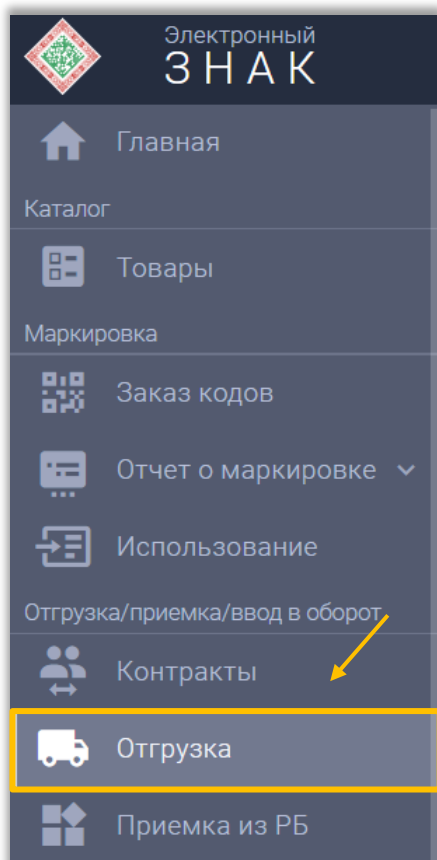 Электронный
ЗНАК
Главная
Каталог
Товары
Маркировка
Заказ кодов
Отчет о маркировке
Использование
Отгрузка/приемка/ввод в оборот
Контракты
Отгрузка
Приемка из РБ